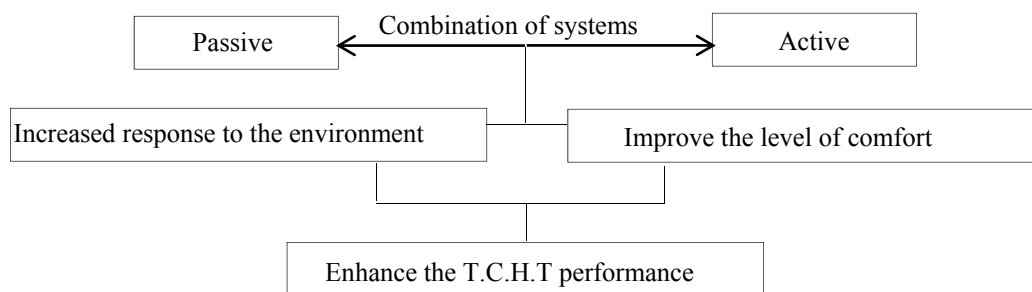 Combination of systems
Passive
Active
Increased response to the environment
Improve the level of comfort
Enhance the T.C.H.T performance